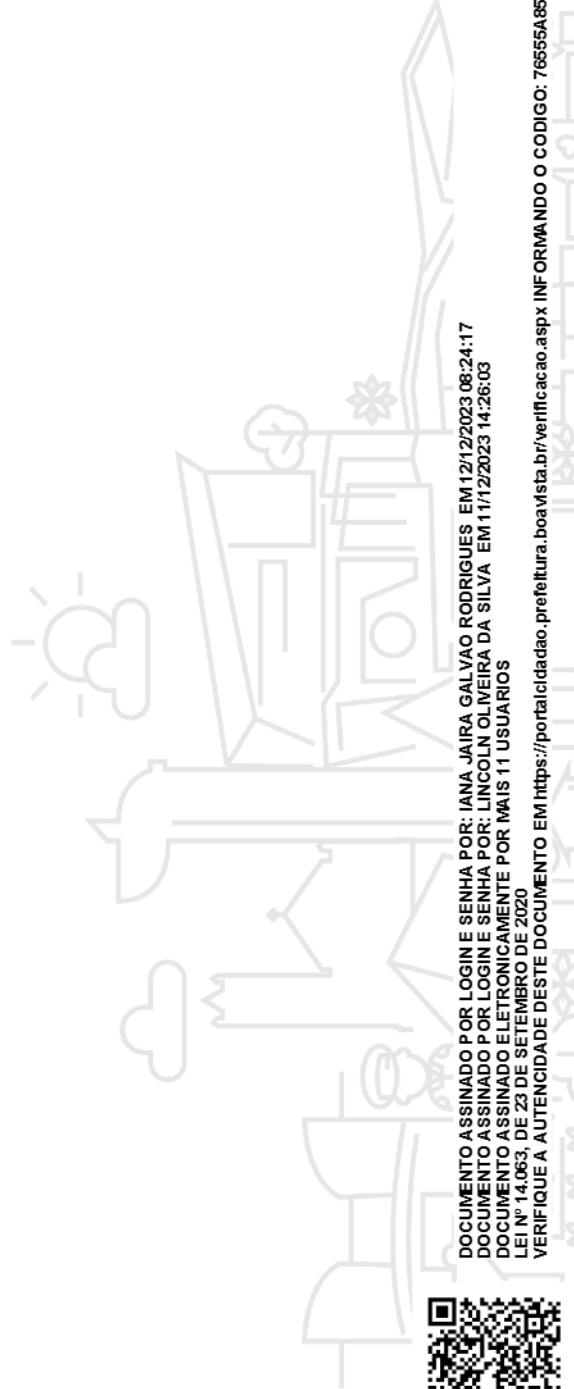 DOCUMENTO ASSINADO POR LOGIN E SENHA POR: IANA JAIRA GALVAO RODRIGUES EM 12/12/2023 08:24:17
DOCUMENTO ASSINADO POR LOGIN E SENHA POR: LINCOLN OLIVEIRA DA SILVA EM 11/12/2023 14:26:03
DOCUMENTO ASSINADO ELETRONICAMENTE POR MAIS 11 USUARIOS
LEI Nº 14.063, DE 23 DE SETEMBRO DE 2020
VERIFIQUE A AUTENCIDADE DESTE DOCUMENTO EM https://portalcidadao.prefeitura.boavista.br/verificacao.aspx INFORMANDO O CODIGO: 76555A85